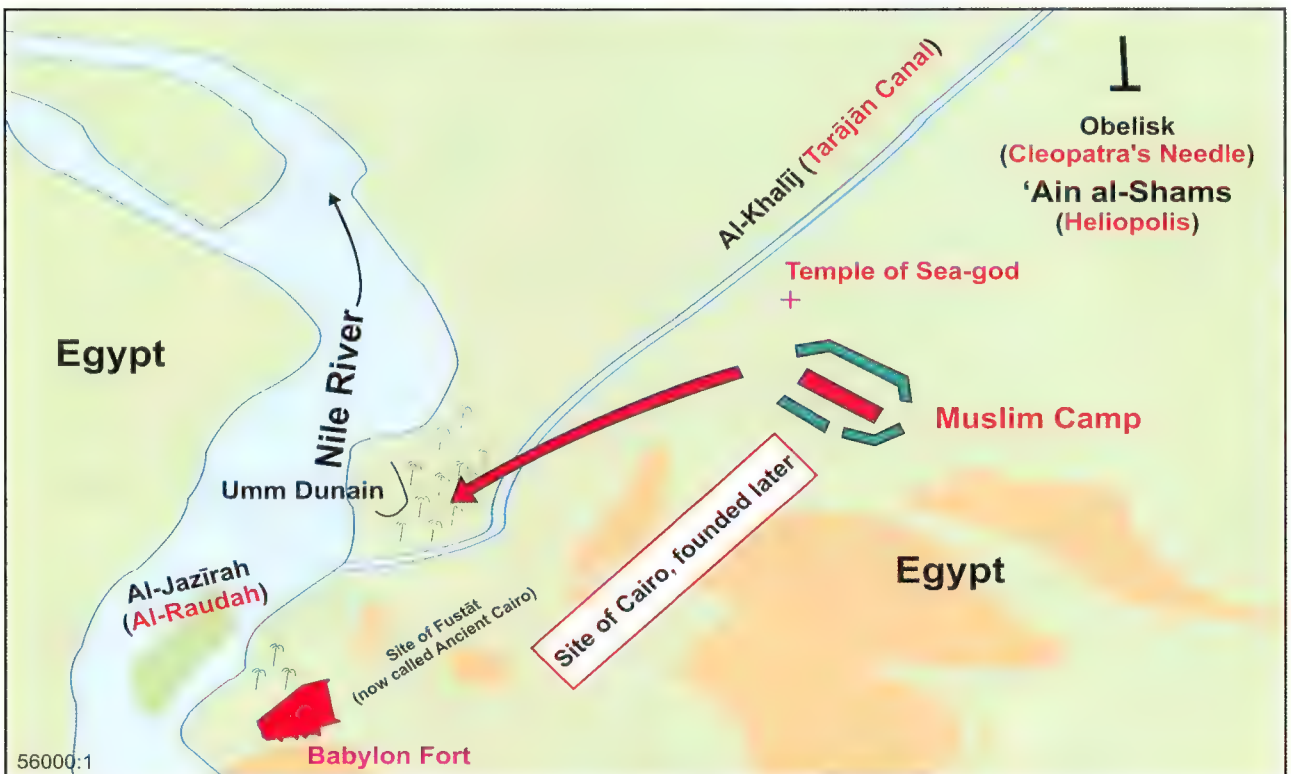 Al-Khalīj (Tarājān Canal)
Obelisk
(Cleopatra's Needle)
‘Ain al-Shams
(Heliopolis)
Temple of Sea-god
Egypt
Nile River
Muslim Camp
Umm Dunain
Site of Cairo, founded later
Egypt
Al-Jazīrah
(Al-Raudah)
Site of Fustāt
(now called Ancient Cairo)
Babylon Fort
56000:1